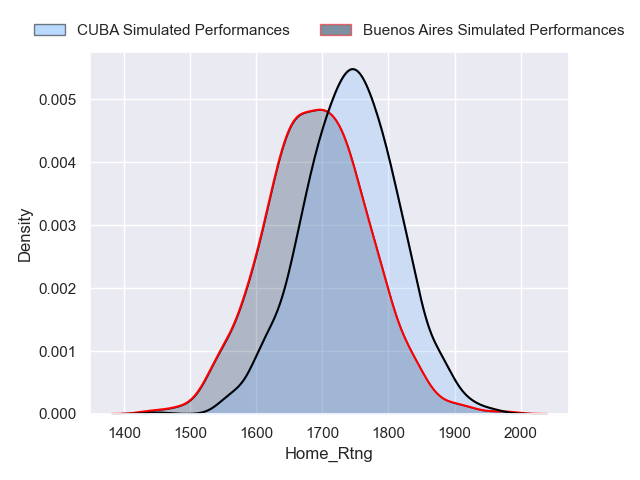 CUBA Simulated Performances
Buenos Aires Simulated Performances
0.005
0.004
0.003
0.002
0.001
0.000
Density
1400 1500 1600 1700 1800 1900 2000
Home_Rtng